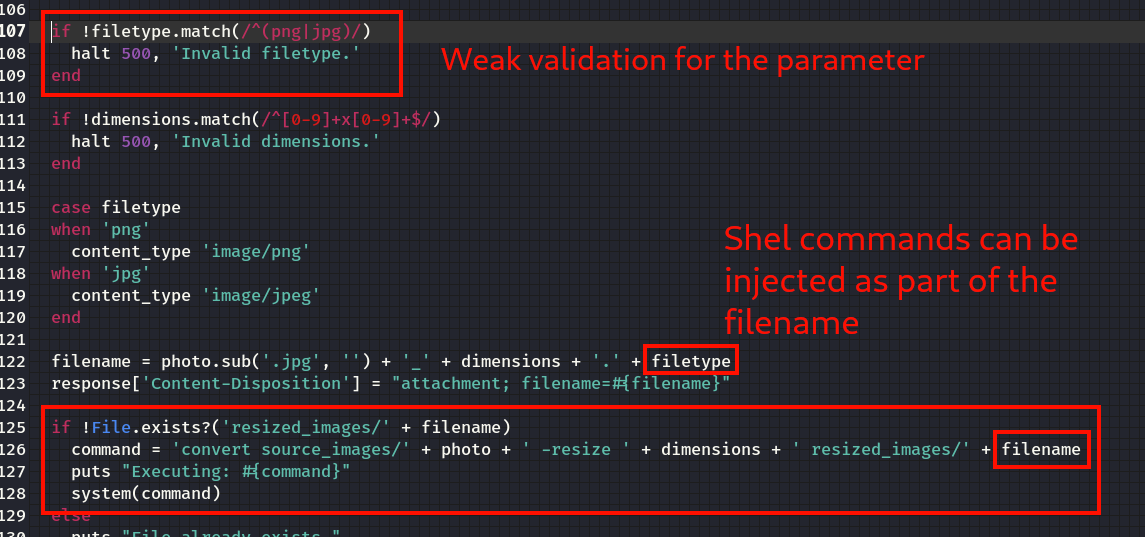 106
107 if !filetype.match(/^(png|jpg)/)
108 halt 500, 'Invalid filetype.'
109 end
Weak validation for the parameter
110
111 if !dimensions.match(/^[0-9]+x[0-9]+$/)
112 halt 500, 'Invalid dimensions.'
113 end
114
115 case filetype
116 when 'png'
117 content_type 'image/png'
118 when 'jpg'
119 content_type 'image/jpeg'
120 end
Shel commands can be
injected as part of the
filename
121
122 filename = photo.sub('.jpg', '') + '_' + dimensions + '.' + filetype
123 response['Content-Disposition'] = "attachment; filename=#{filename}"
124
125 if !File.exists?('resized_images/' + filename)
126 command = 'convert source_images/' + photo + ' -resize ' + dimensions + ' resized_images/' + filename
127 puts "Executing: #{command}"
128 system(command)
129 else
130 puts "File already exists."